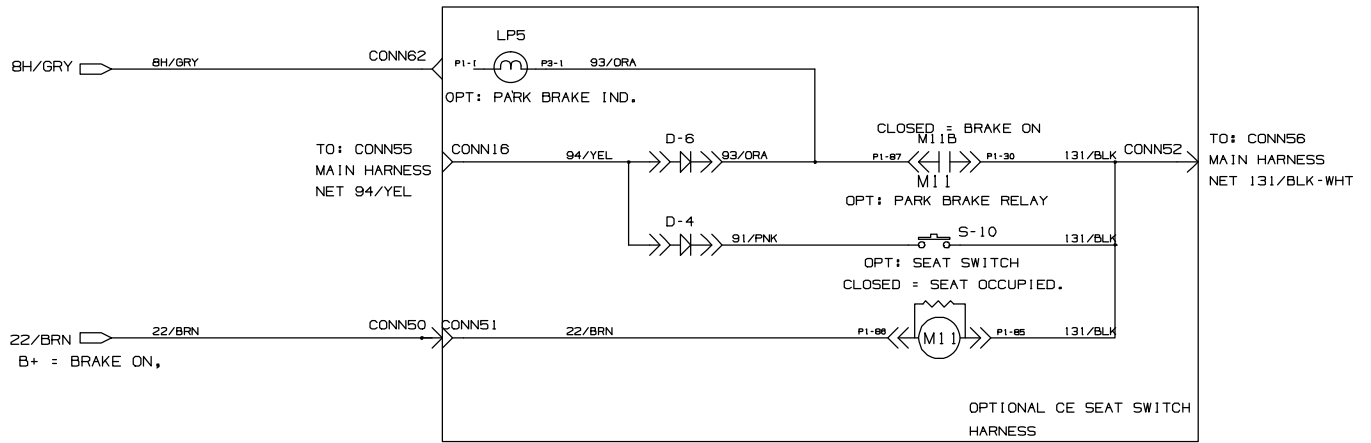 LP5
8H/GRY
8H/GRY
CONN62
P1-1
P3-1
93/ORA
OPT: PARK BRAKE IND.
TO: CONN55
MAIN HARNESS
NET 94/YEL
CONN16
94/YEL
D-6
93/ORA
CLOSED = BRAKE ON
M11B
P1-87
P1-30
M11
OPT: PARK BRAKE RELAY
131/BLK
CONN52
TO: CONN56
MAIN HARNESS
NET 131/BLK-WHT
D-4
91/PNK
S-10
131/BLK
OPT: SEAT SWITCH
CLOSED = SEAT OCCUPIED.
22/BRN
22/BRN
B+ = BRAKE ON,
CONN50
CONN51
22/BRN
P1-86
M11
P1-85
131/BLK
OPTIONAL CE SEAT SWITCH
HARNESS